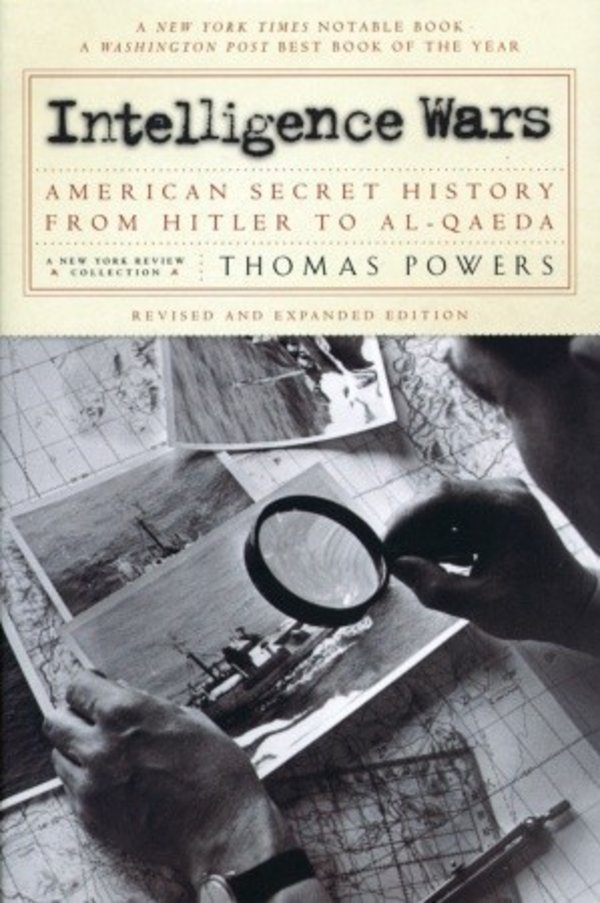 A NEW YORK TIMES NOTABLE BOOK
A WASHINGTON POST BEST BOOK OF THE YEAR
Intelligence Wars
AMERICAN SECRET HISTORY
FROM HITLER TO AL-QAEDA
A NEW YORK REVIEW
COLLECTION
THOMAS POWERS
REVISED AND EXPANDED EDITION